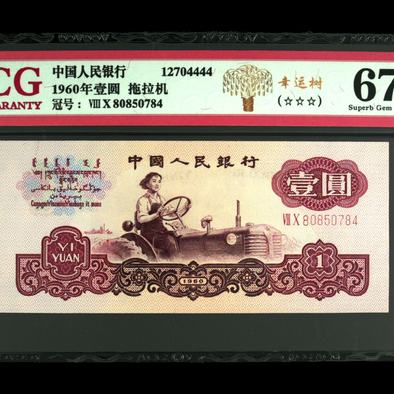 CG
中国人民银行 12704444
幸运树
67
1960年壹圆 拖拉机
ARANTY
冠号：Ⅷ X 80850784
(☆☆☆)
Superb Gem
中国人民银行
壹圆
Ⅷ X 80850784
YI
YUAN
1960
1